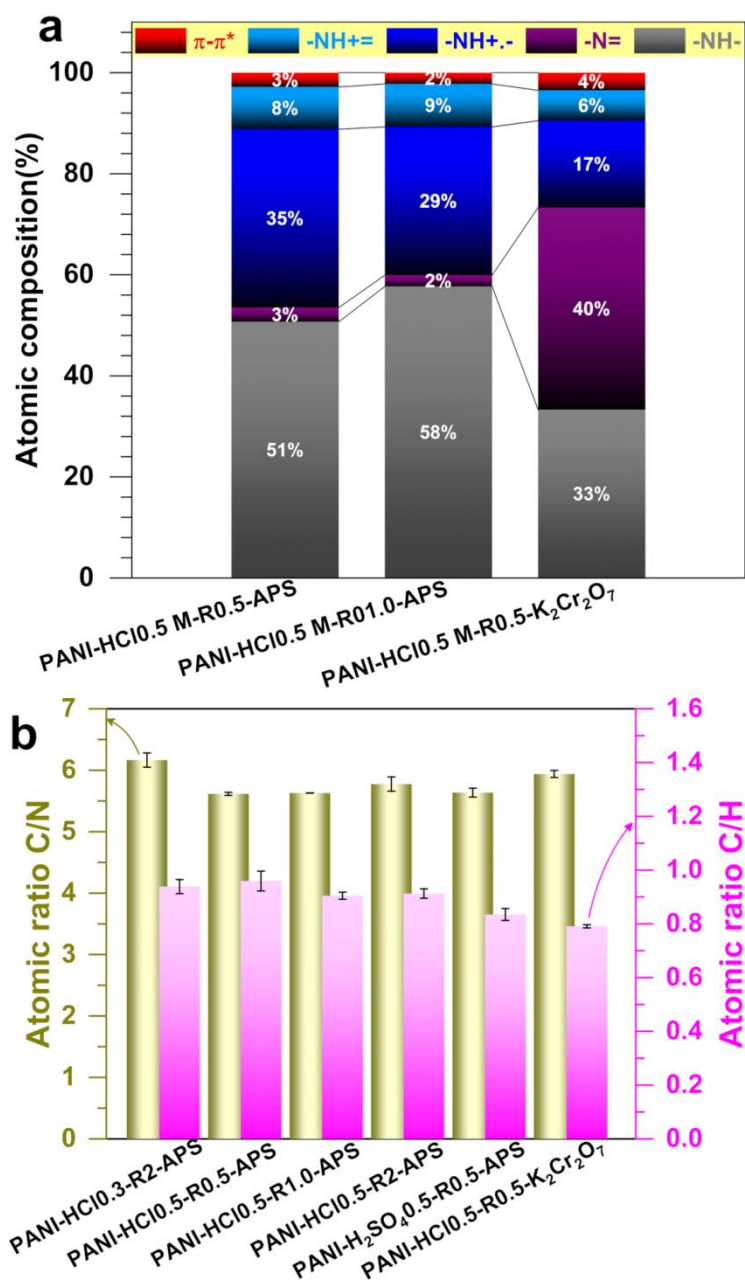 a
π-π* -NH+= -NH+.- -N= -NH-
Atomic composition(%)
100
80
60
40
20
0
3% 2% 4%
8% 9% 6%
35% 29% 17%
3% 2% 40%
51% 58% 33%
PANI-HCl0.5 M-R0.5-APS
PANI-HCl0.5 M-R01.0-APS
PANI-HCl0.5 M-R0.5-K₂Cr₂O₇
b
Atomic ratio C/N
7
6
5
4
3
2
1
0
Atomic ratio C/H
1.6
1.4
1.2
1.0
0.8
0.6
0.4
0.2
0.0
PANI-HCl0.3-R2-APS
PANI-HCl0.5-R0.5-APS
PANI-HCl0.5-R1.0-APS
PANI-HCl0.5-R2-APS
PANI-H₂SO₄0.5-R0.5-APS
PANI-HCl0.5-R0.5-K₂Cr₂O₇